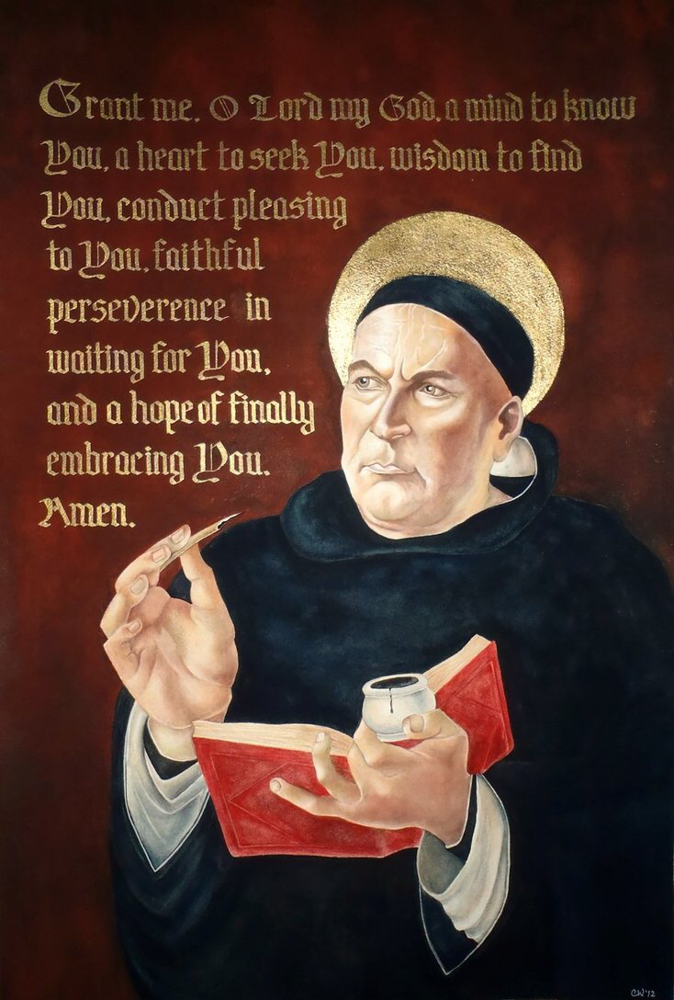 Grant me, O Lord my God, a mind to know
You, a heart to seek You, wisdom to find
You, conduct pleasing
to You, faithful
perseverence in
waiting for You,
and a hope of finally
embracing You.
Amen.
CW'12